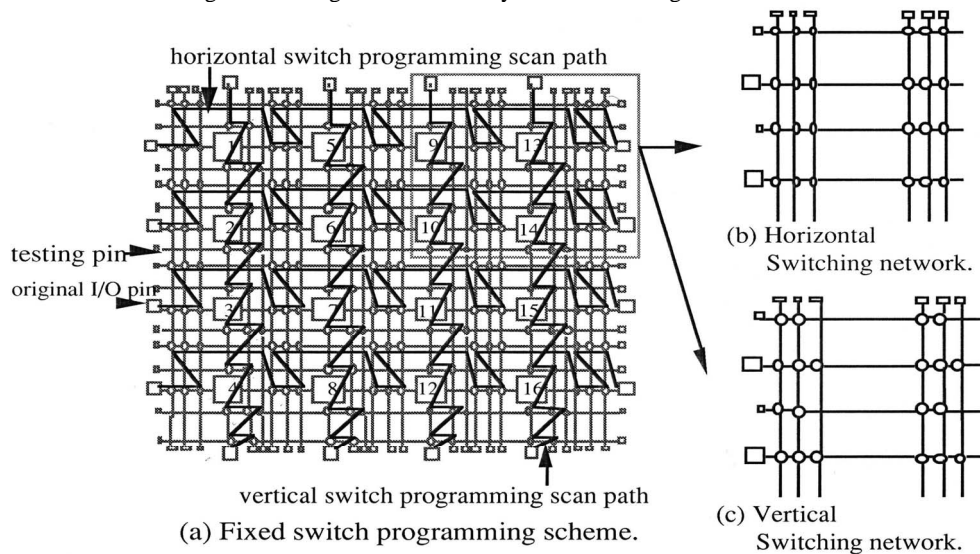 horizontal switch programming scan path
1 5 9 13
2 6 10 14
3 7 11 15
4 8 12 16
testing pin
original I/O pin
vertical switch programming scan path
(a) Fixed switch programming scheme.
(b) Horizontal
Switching network.
(c) Vertical
Switching network.